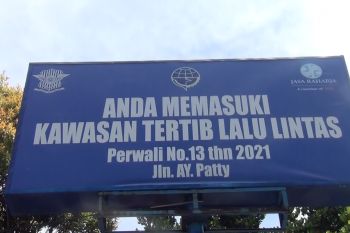 JASA RAHARJA
ANDA MEMASUKI
KAWASAN TERTIB LALU LINTAS
Perwali No.13 thn 2021
Jln. AY. Patty